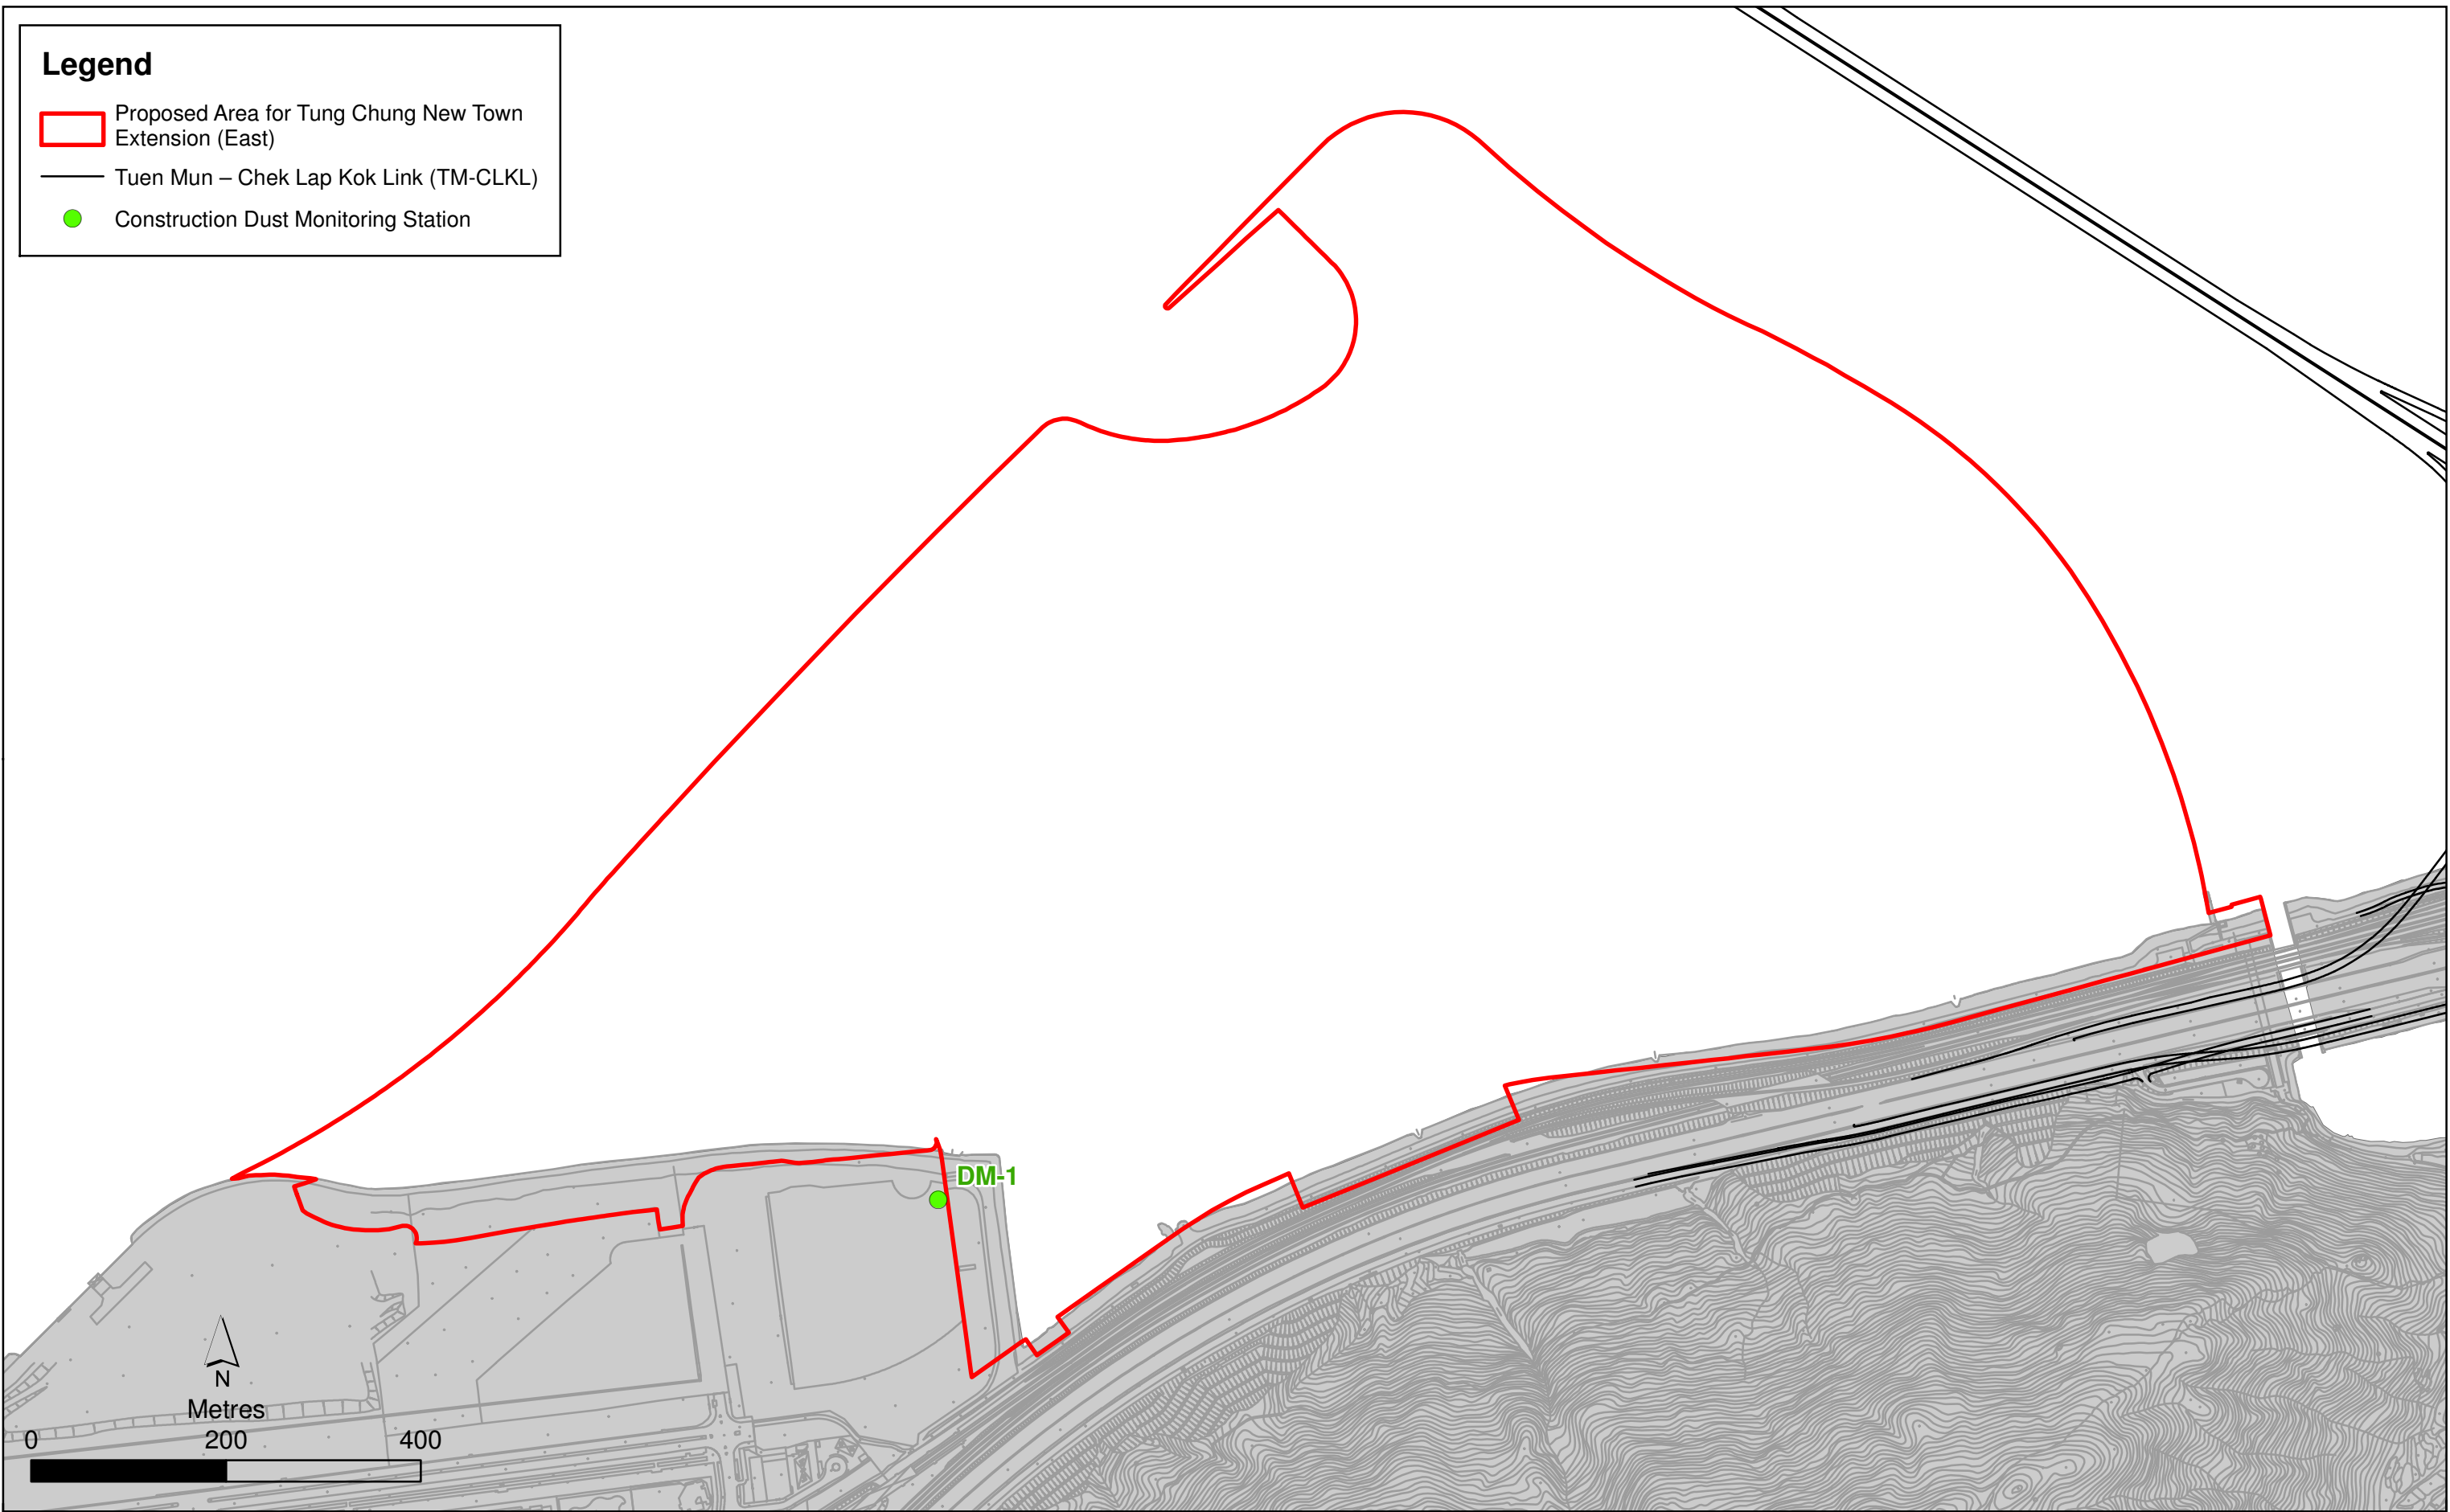 Legend
Proposed Area for Tung Chung New Town
Extension (East)
Tuen Mun – Chek Lap Kok Link (TM-CLKL)
Construction Dust Monitoring Station
DM-1
N
Metres
0 200 400